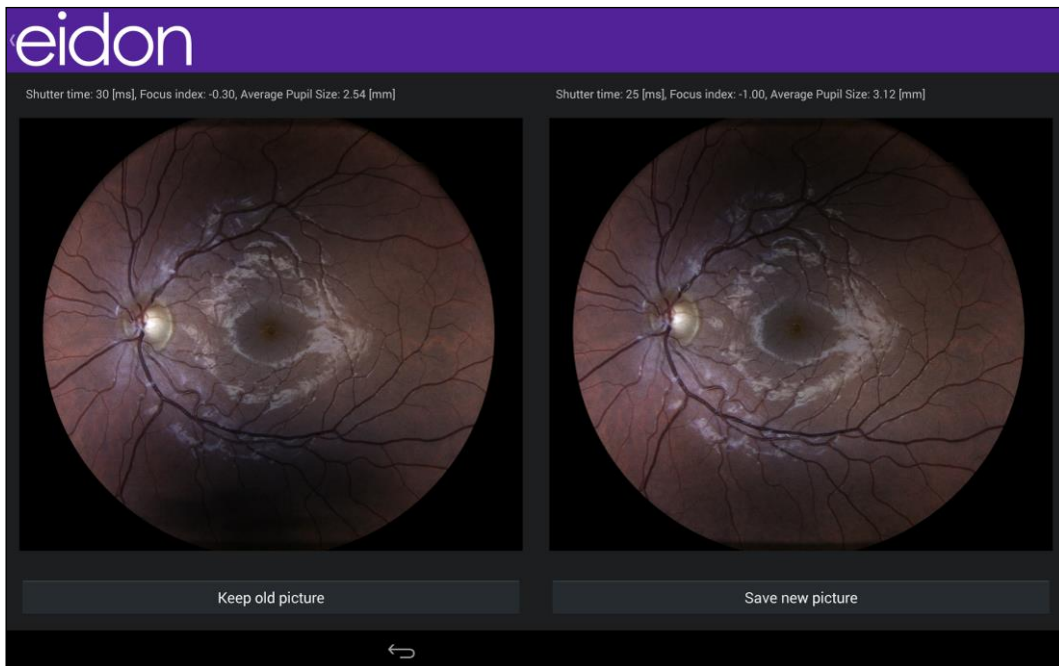 eidon
Shutter time: 30 [ms], Focus index: -0.30, Average Pupil Size: 2.54 [mm]
Shutter time: 25 [ms], Focus index: -1.00, Average Pupil Size: 3.12 [mm]
Keep old picture
Save new picture